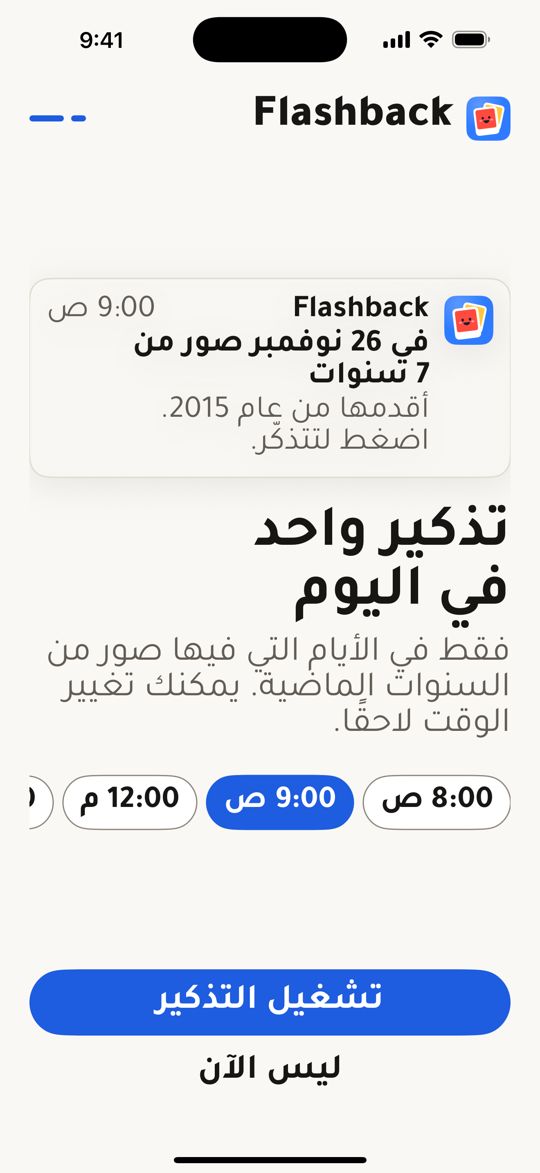 9:41
Flashback
Flashback
9:00 ص
في 26 نوفمبر صور من
7 سنوات
أقدمها من عام 2015.
اضغط لتتذكّر.
تذكير واحد
في اليوم
فقط في الأيام التي فيها صور من
السنوات الماضية. يمكنك تغيير
الوقت لاحقًا.
8:00 ص
9:00 ص
12:00 م
تشغيل التذكير
ليس الآن